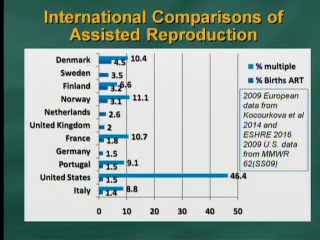 International Comparisons of
Assisted Reproduction
Denmark 10.4 4.5
Sweden 3.5
Finland 6.6 3.2
Norway 11.1 3.1
Netherlands 2.6
United Kingdom 2
France 10.7 1.8
Germany 1.5
Portugal 9.1 1.5
United States 46.4 1.5
Italy 8.8 1.4
0 10 20 30 40 50
% multiple
% Births ART
2009 European
data from
Kocourkova et al
2014 and
ESHRE 2016
2009 U.S. data
from MMWR
62(SS09)